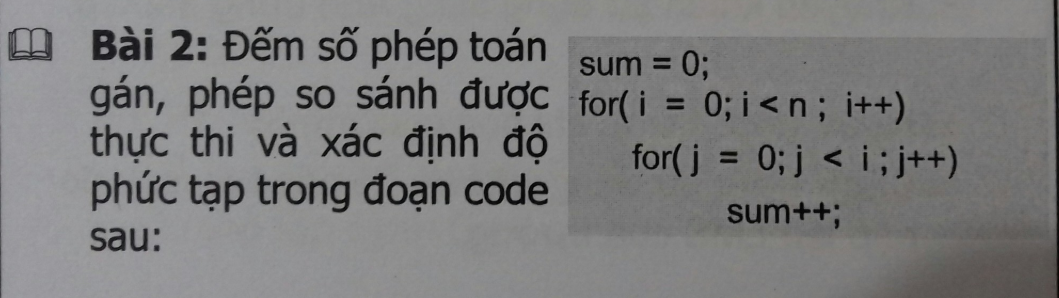 Bài 2: Đếm số phép toán
gán, phép so sánh được
thực thi và xác định độ
phức tạp trong đoạn code
sau:
sum = 0;
for( i = 0; i < n ; i++)
for( j = 0; j < i ; j++)
sum++;